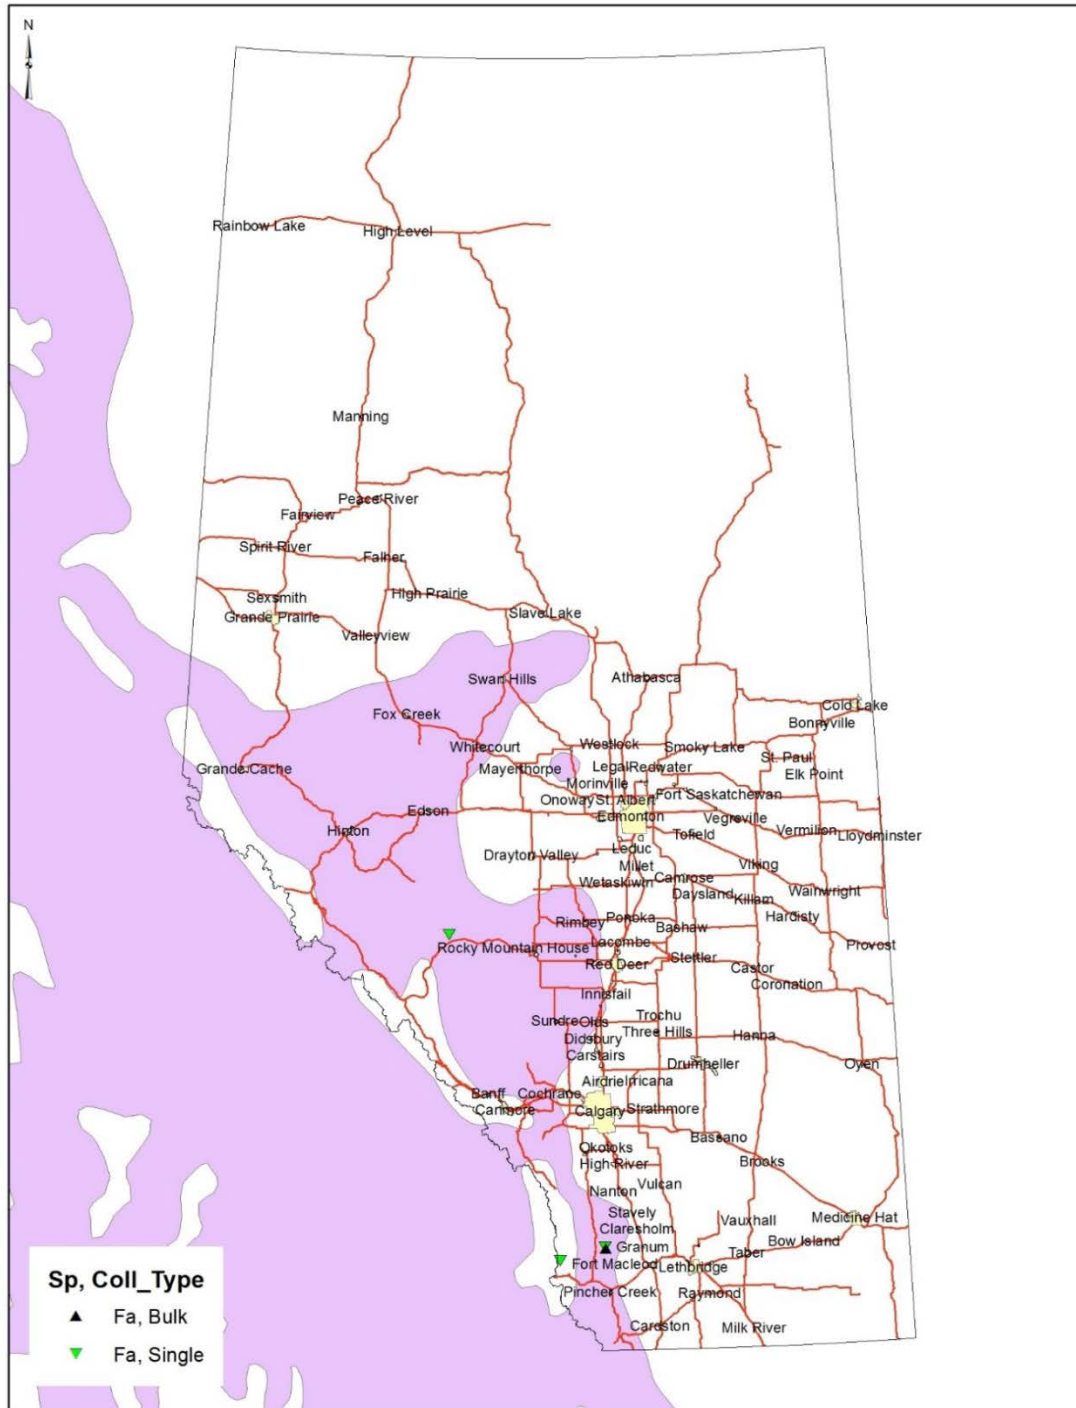 N
Rainbow Lake
High Level
Manning
Peace River
Fairview
Spirit River
Falher
High Prairie
Sexsmith
Grande Prairie
Slave Lake
Valleyview
Swan Hills
Athabasca
Cold Lake
Fox Creek
Bonnyville
Whitecourt
Westlock
Smoky Lake
St. Paul
Grande Cache
Mayerthorpe
Legal
Redwater
Elk Point
Morinville
Fort Saskatchewan
Onoway
St. Albert
Edson
Edmonton
Vegreville
Hinton
Tofield
Vermilion
Lloydminster
Drayton Valley
Leduc
Millet
Viking
Wetaskiwin
Camrose
Daysland
Killam
Wainwright
Rimbey
Ponoka
Bashaw
Hardisty
Rocky Mountain House
Lacombe
Provost
Red Deer
Stettler
Castor
Coronation
Innisfail
Sundre
Olds
Trochu
Didsbury
Three Hills
Hanna
Carstairs
Drumheller
Oyen
Airdrie
Irricana
Banff
Cochrane
Canmore
Calgary
Strathmore
Bassano
Okotoks
High River
Brooks
Nanton
Vulcan
Stavely
Vauxhall
Medicine Hat
Claresholm
Granum
Bow Island
Taber
Fort Macleod
Lethbridge
Pincher Creek
Raymond
Cardston
Milk River
Sp, Coll_Type
Fa, Bulk
Fa, Single